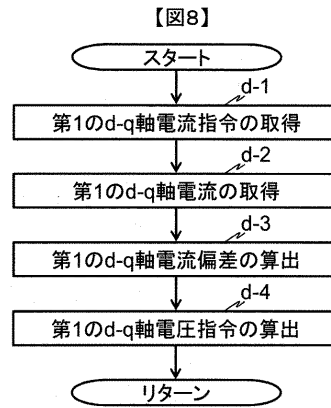 【図8】
スタート
d-1
第1のd-q軸電流指令の取得
d-2
第1のd-q軸電流の取得
d-3
第1のd-q軸電流偏差の算出
d-4
第1のd-q軸電圧指令の算出
リターン